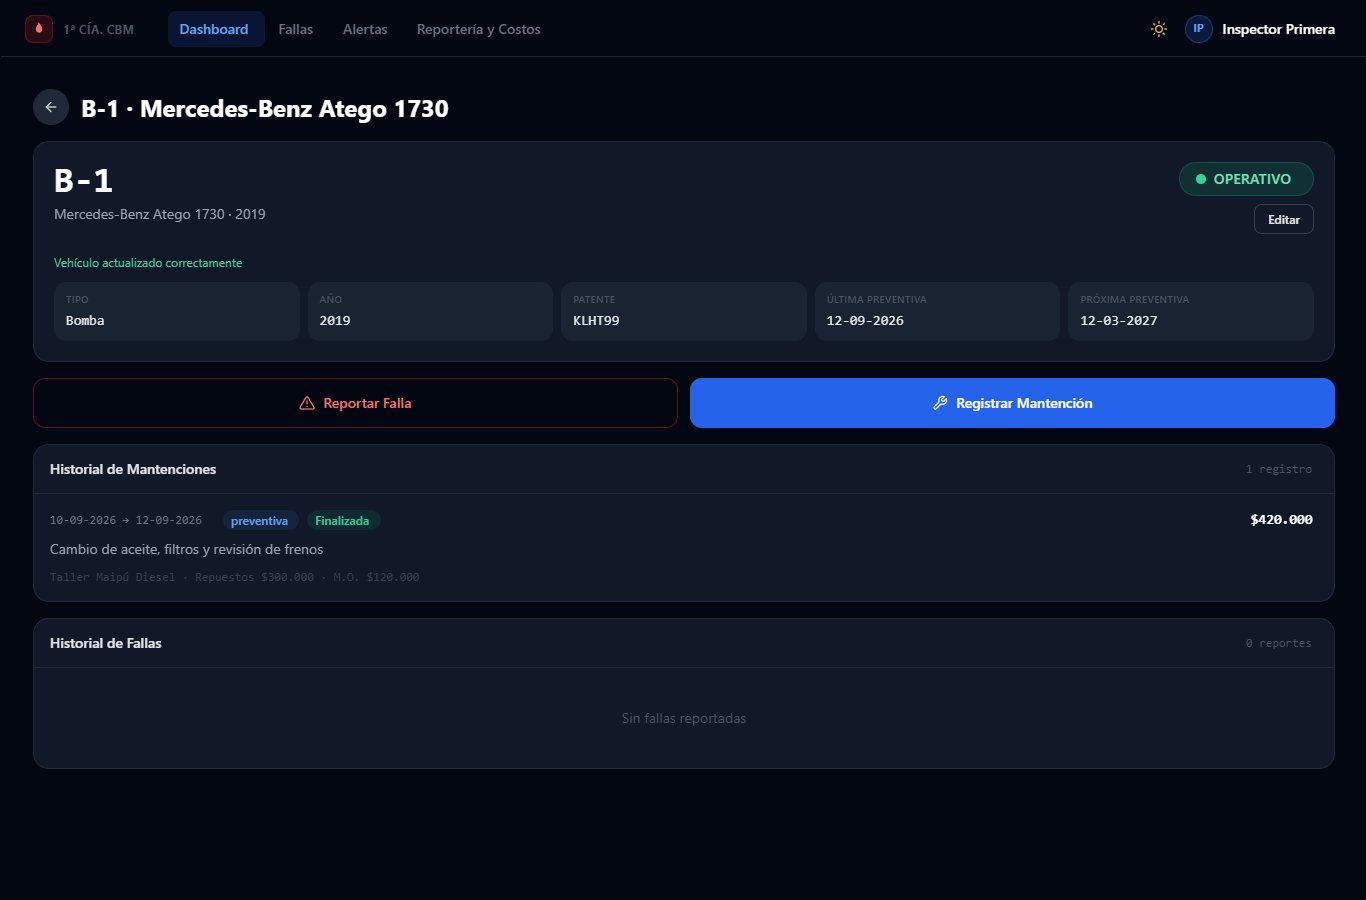 1ª CÍA. CBM Dashboard Fallas Alertas Reportería y Costos IP Inspector Primera
B-1 · Mercedes-Benz Atego 1730
B-1
OPERATIVO
Mercedes-Benz Atego 1730 · 2019
Editar
Vehículo actualizado correctamente
TIPO AÑO PATENTE ÚLTIMA PREVENTIVA PRÓXIMA PREVENTIVA
Bomba 2019 KLHT99 12-09-2026 12-03-2027
Reportar Falla Registrar Mantención
Historial de Mantenciones 1 registro
10-09-2026 → 12-09-2026 preventiva Finalizada $420.000
Cambio de aceite, filtros y revisión de frenos
Taller Maipú Diesel · Repuestos $300.000 · M.O. $120.000
Historial de Fallas 0 reportes
Sin fallas reportadas